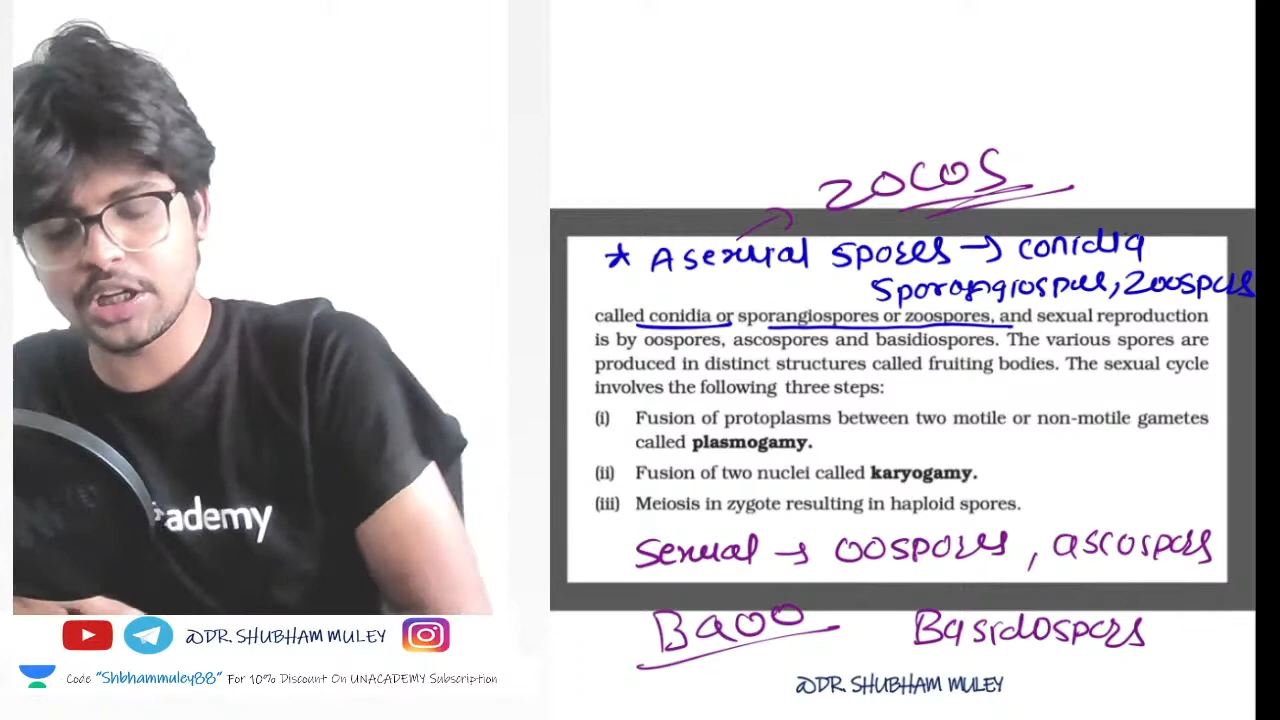 ZOCOS
* Asexual spores → conidia
Sporangiospores, Zoospores
called conidia or sporangiospores or zoospores, and sexual reproduction
is by oospores, ascospores and basidiospores. The various spores are
produced in distinct structures called fruiting bodies. The sexual cycle
involves the following three steps:
(i) Fusion of protoplasms between two motile or non-motile gametes
called plasmogamy.
(ii) Fusion of two nuclei called karyogamy.
(iii) Meiosis in zygote resulting in haploid spores.
Sexual → oospores, ascospores
Baoo Basidospores
academy
@DR. SHUBHAM MULEY
Code "Shbhammuley88" For 10% Discount On UNACADEMY Subscription
@DR. SHUBHAM MULEY